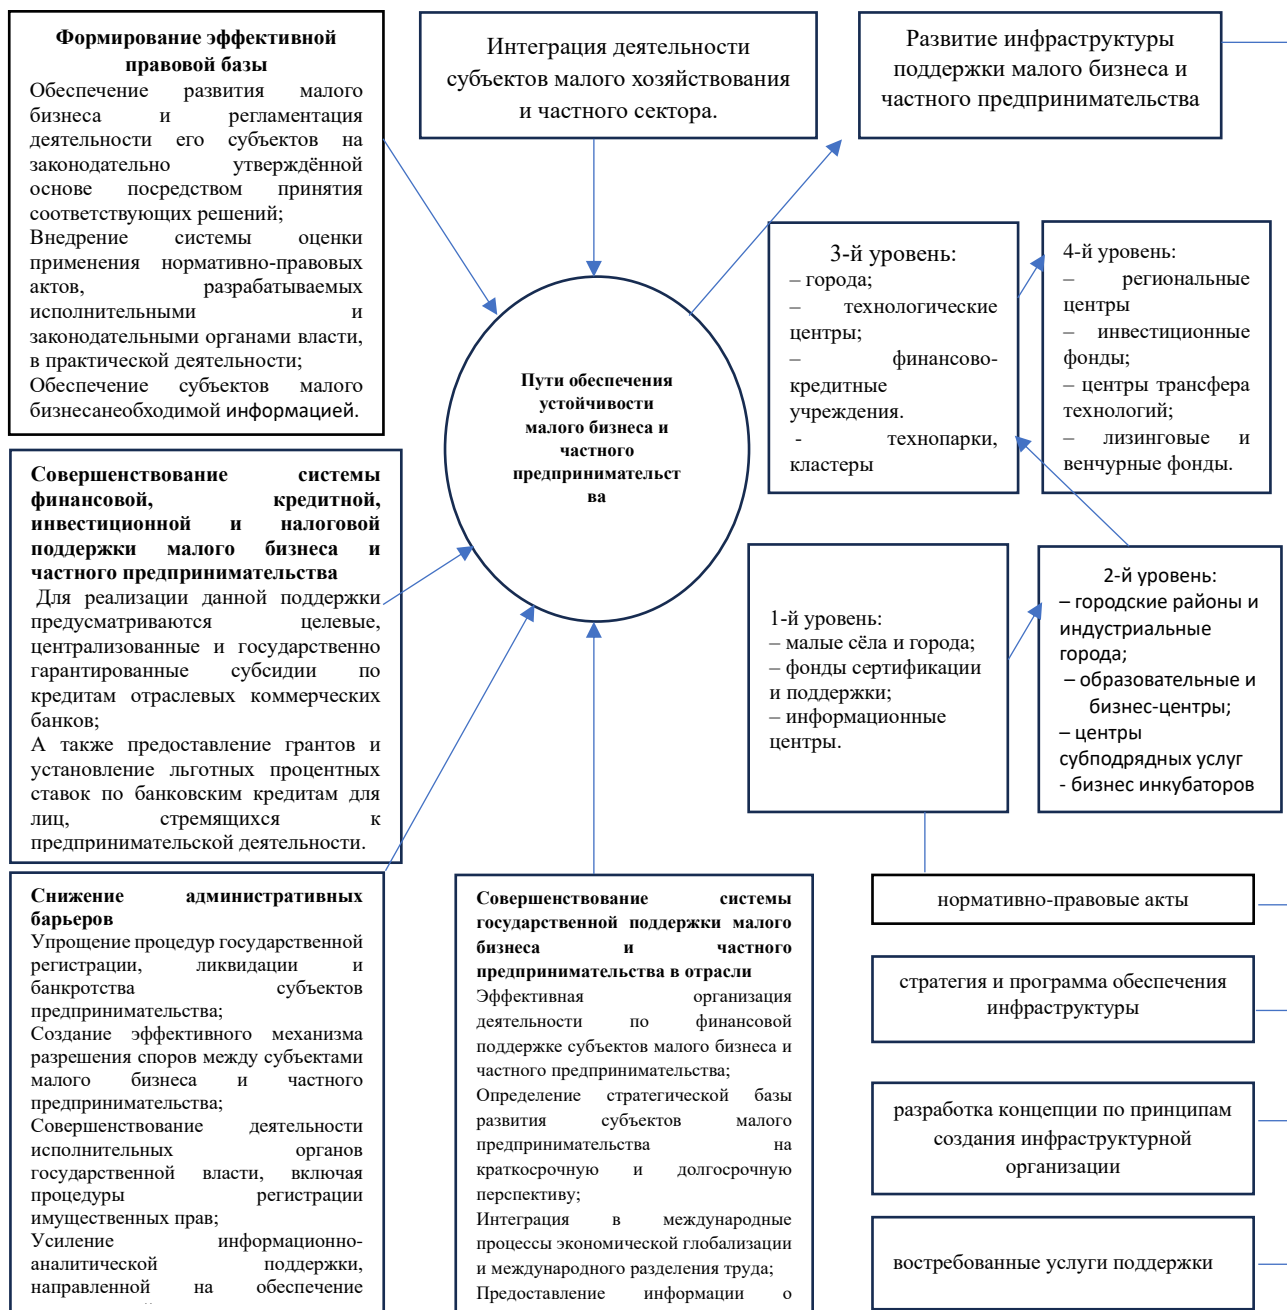 Формирование эффективной
правовой базы
Обеспечение развития малого
бизнеса и регламентация
деятельности его субъектов на
законодательно утверждённой
основе посредством принятия
соответствующих решений;
Внедрение системы оценки
применения нормативно-правовых
актов, разрабатываемых
исполнительными и
законодательными органами власти,
в практической деятельности;
Обеспечение субъектов малого
бизнесанеобходимой информацией.
Интеграция деятельности
субъектов малого хозяйствования
и частного сектора.
Развитие инфраструктуры
поддержки малого бизнеса и
частного предпринимательства
Пути обеспечения
устойчивости
малого бизнеса и
частного
предпринимательст
ва
3-й уровень:
– города;
– технологические
центры;
– финансово-
кредитные
учреждения.
- технопарки,
кластеры
4-й уровень:
– региональные
центры
– инвестиционные
фонды;
– центры трансфера
технологий;
– лизинговые и
венчурные фонды.
Совершенствование системы
финансовой, кредитной,
инвестиционной и налоговой
поддержки малого бизнеса и
частного предпринимательства
Для реализации данной поддержки
предусматриваются целевые,
централизованные и государственно
гарантированные субсидии по
кредитам отраслевых коммерческих
банков;
А также предоставление грантов и
установление льготных процентных
ставок по банковским кредитам для
лиц, стремящихся к
предпринимательской деятельности.
1-й уровень:
– малые сёла и города;
– фонды сертификации
и поддержки;
– информационные
центры.
2-й уровень:
– городские районы и
индустриальные
города;
– образовательные и
бизнес-центры;
– центры
субподрядных услуг
- бизнес инкубаторов
Снижение административных
барьеров
Упрощение процедур государственной
регистрации, ликвидации и
банкротства субъектов
предпринимательства;
Создание эффективного механизма
разрешения споров между субъектами
малого бизнеса и частного
предпринимательства;
Совершенствование деятельности
исполнительных органов
государственной власти, включая
процедуры регистрации
имущественных прав;
Усиление информационно-
аналитической поддержки,
направленной на обеспечение
Совершенствование системы
государственной поддержки малого
бизнеса и частного
предпринимательства в отрасли
Эффективная организация
деятельности по финансовой
поддержке субъектов малого бизнеса и
частного предпринимательства;
Определение стратегической базы
развития субъектов малого
предпринимательства на
краткосрочную и долгосрочную
перспективу;
Интеграция в международные
процессы экономической глобализации
и международного разделения труда;
Предоставление информации о
нормативно-правовые акты
стратегия и программа обеспечения
инфраструктуры
разработка концепции по принципам
создания инфраструктурной
организации
востребованные услуги поддержки